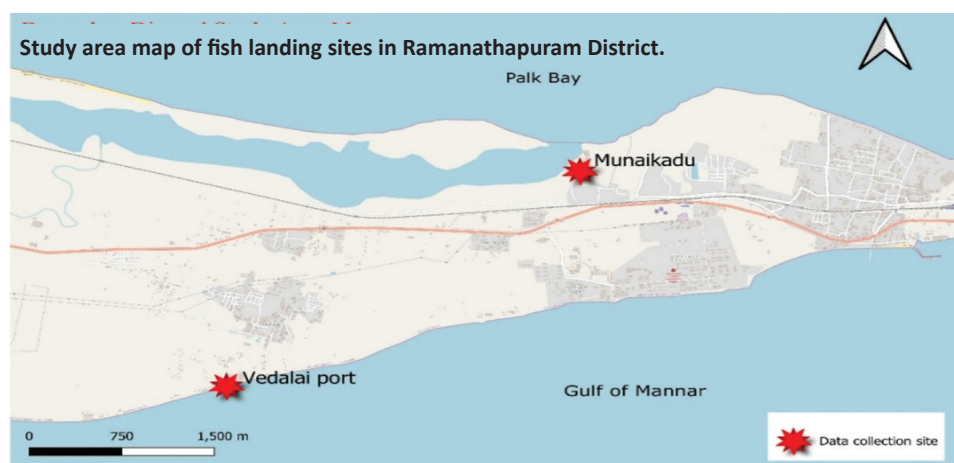 Study area map of fish landing sites in Ramanathapuram District.
Palk Bay
Munaikadu
Vedalai port
Gulf of Mannar
0 750 1,500 m
Data collection site